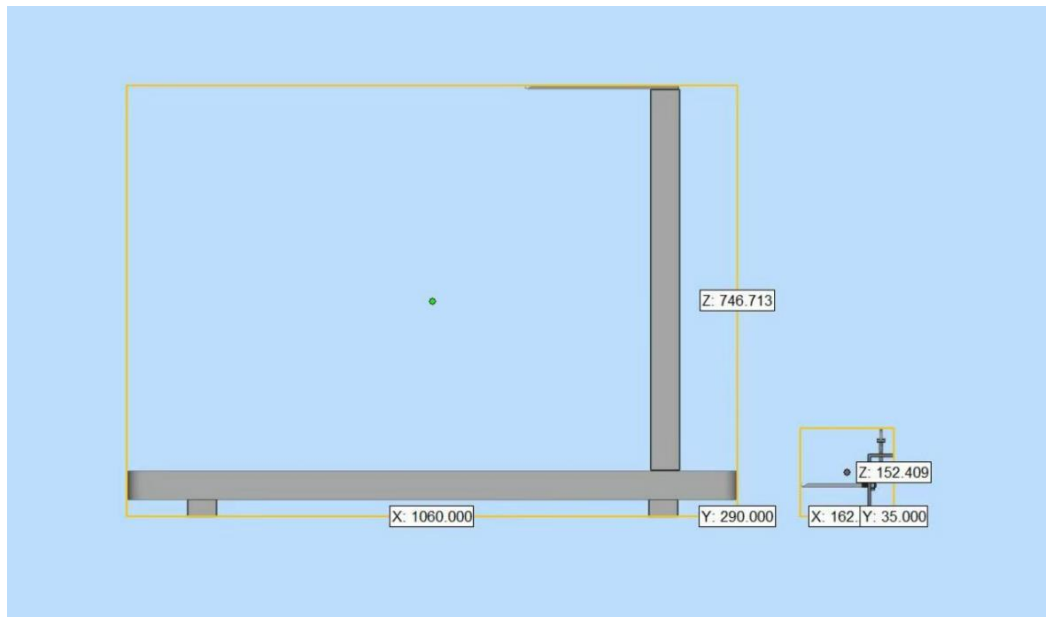 Z: 746.713
Z: 152.409
X: 1060.000
Y: 290.000
X: 162.
Y: 35.000